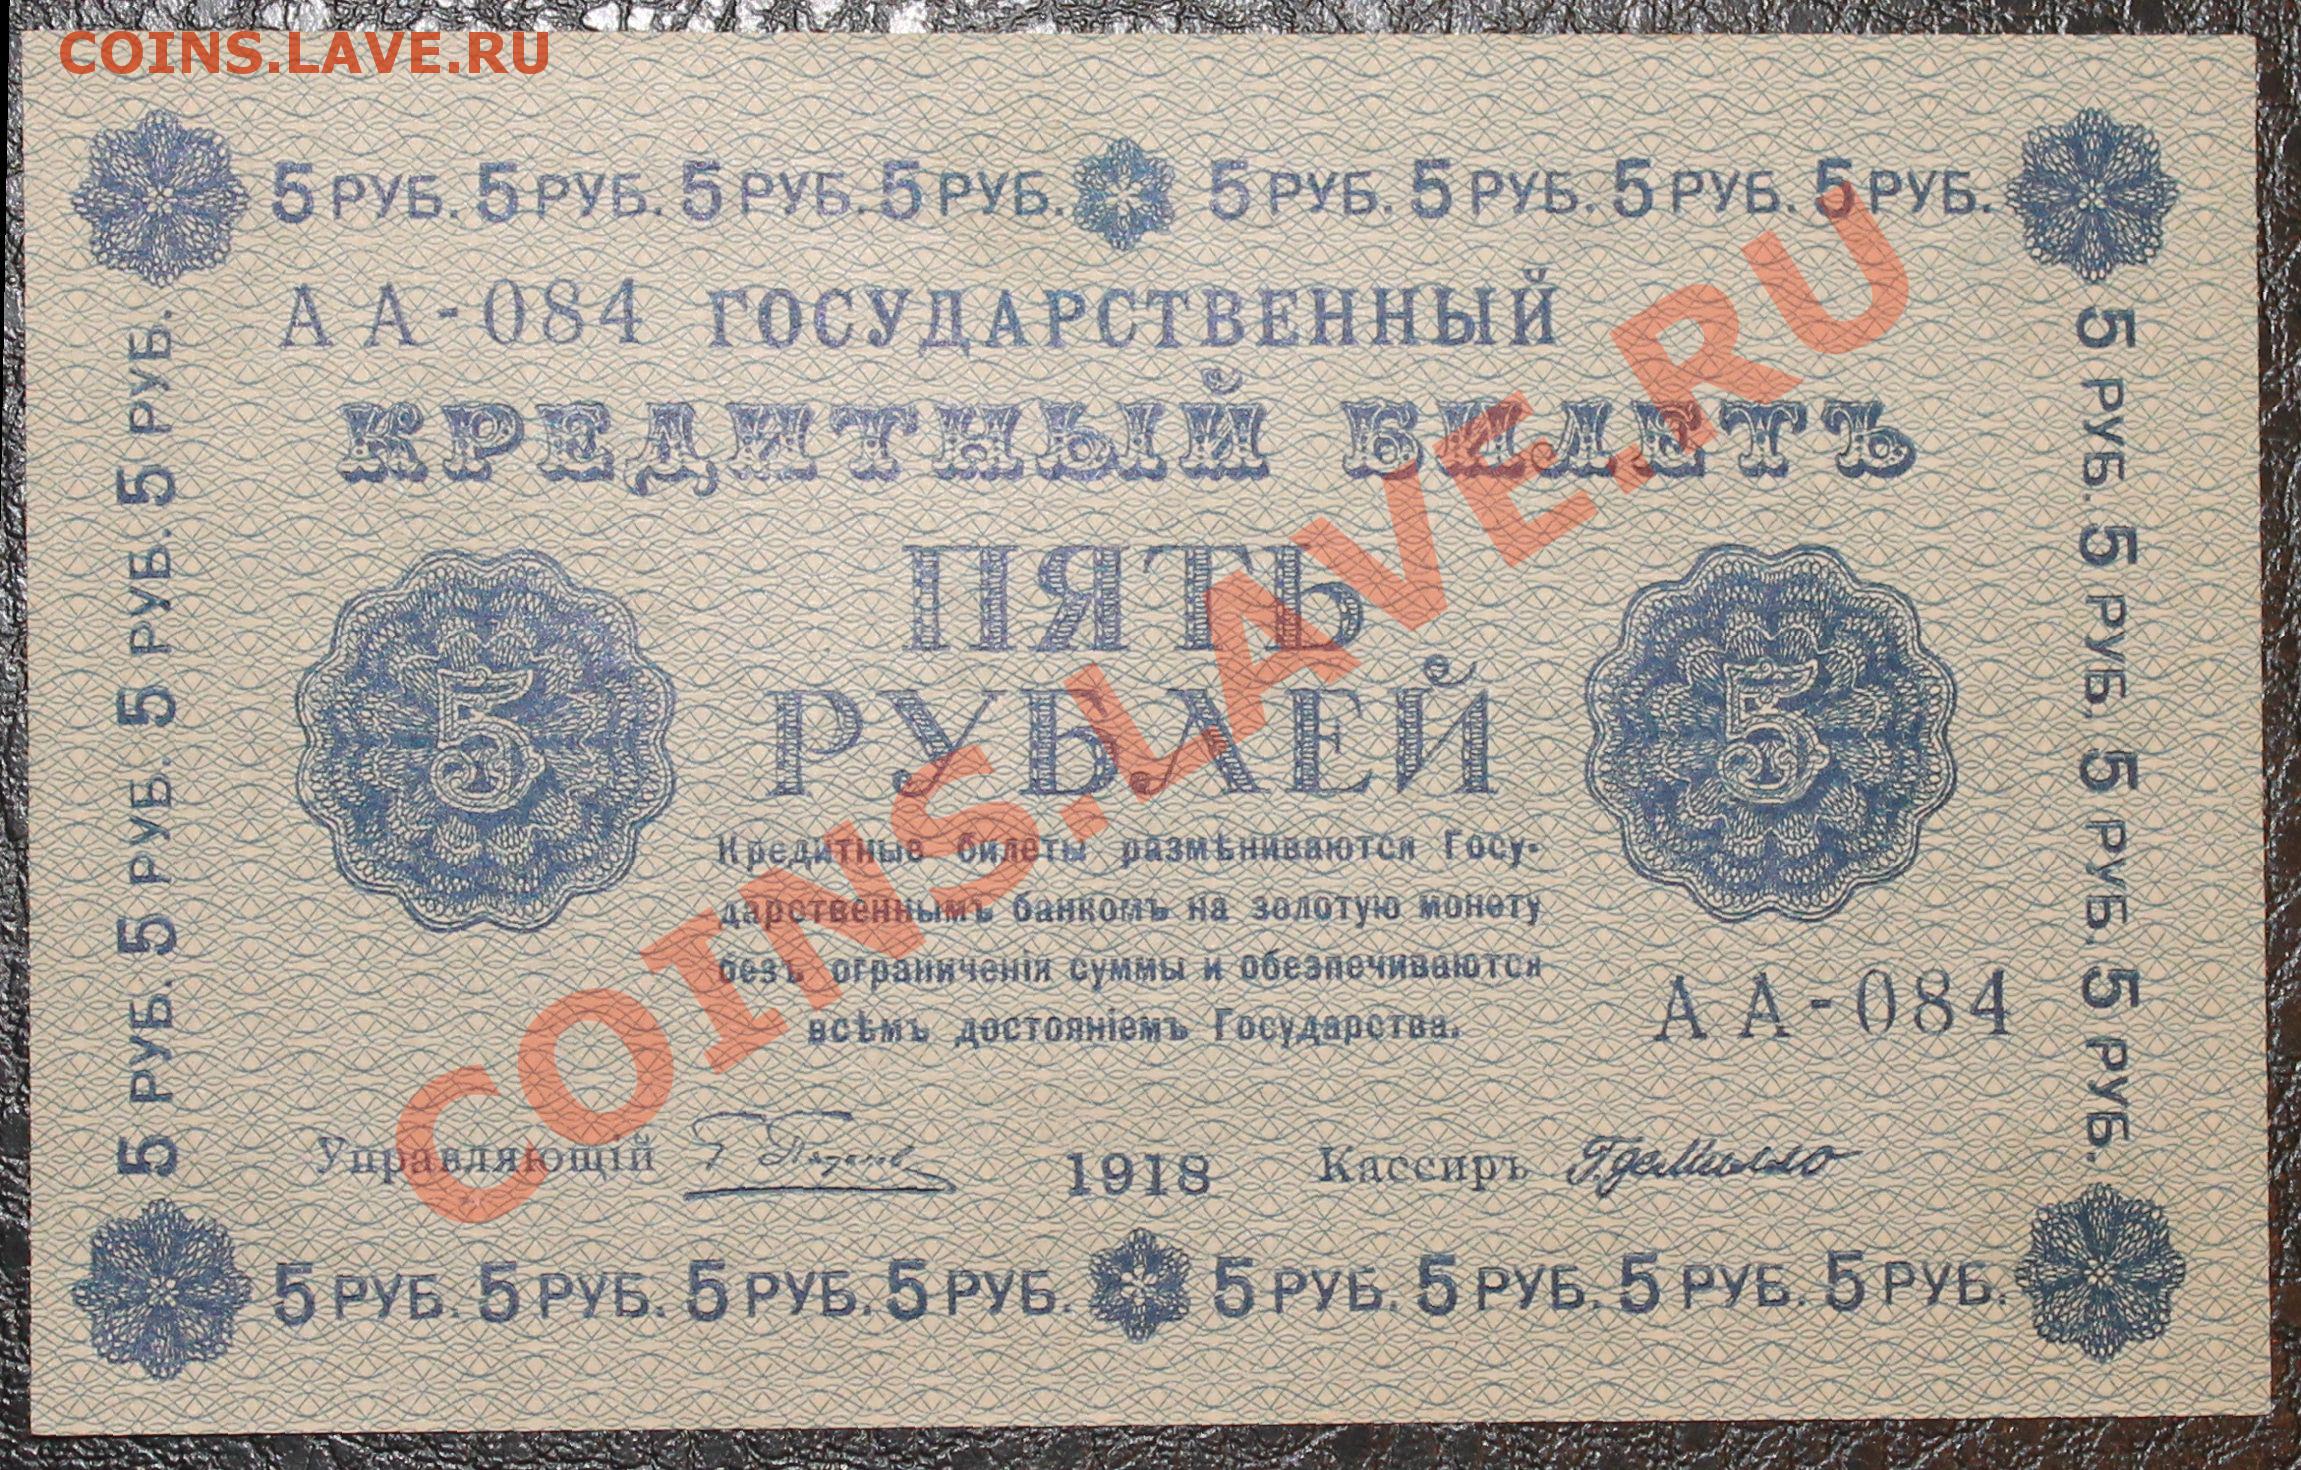 COINS.LAVE.RU
5 РУБ. 5 РУБ. 5 РУБ. 5 РУБ. 5 РУБ. 5 РУБ. 5 РУБ. 5 РУБ.
АА-084 ГОСУДАРСТВЕННЫЙ
КРЕДИТНЫЙ БИЛЕТЪ
ПЯТЬ
РУБЛЕЙ
5
5
Кредитные билеты размѣниваются Госу-
дарственнымъ банкомъ на золотую монету
безъ ограниченія суммы и обезпечиваются
всѣмъ достояніемъ Государства.
АА-084
Управляющій
1918
Кассиръ Г. де Милло
5 РУБ. 5 РУБ. 5 РУБ. 5 РУБ. 5 РУБ. 5 РУБ. 5 РУБ. 5 РУБ.
5 РУБ. 5 РУБ. 5 РУБ. 5 РУБ.
5 РУБ. 5 РУБ. 5 РУБ. 5 РУБ.
COINS.LAVE.RU